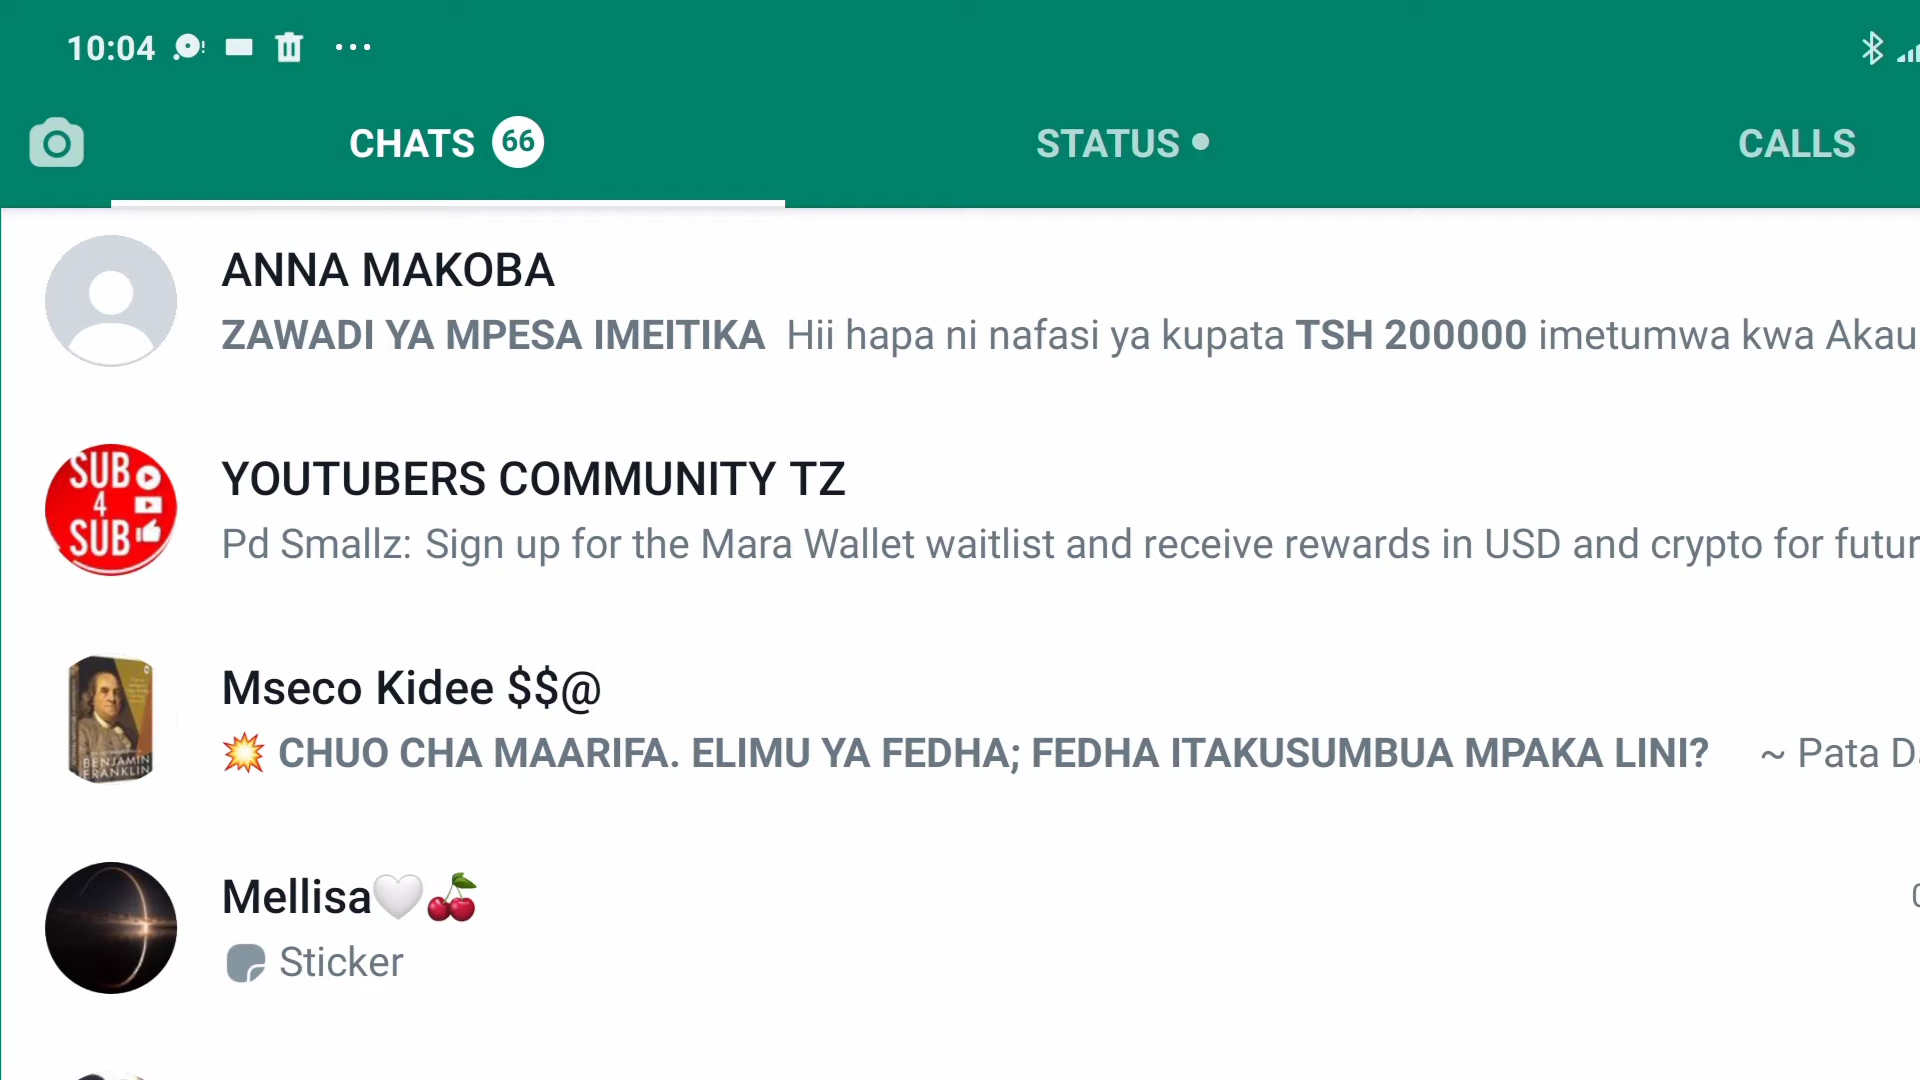 10:04
CHATS 66 STATUS CALLS
ANNA MAKOBA
ZAWADI YA MPESA IMEITIKA Hii hapa ni nafasi ya kupata TSH 200000 imetumwa kwa Akau
SUB
4
SUB
YOUTUBERS COMMUNITY TZ
Pd Smallz: Sign up for the Mara Wallet waitlist and receive rewards in USD and crypto for futur
Mseco Kidee $$@
💥 CHUO CHA MAARIFA. ELIMU YA FEDHA; FEDHA ITAKUSUMBUA MPAKA LINI? ~ Pata D
BENJAMIN
FRANKLIN
Mellisa🤍🍒
Sticker